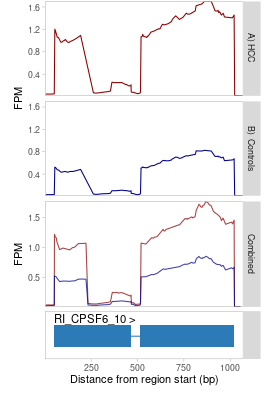 1.6
1.2
0.8
0.4
A) HCC
FPM
1.6
1.2
0.8
0.4
B) Controls
1.5
1.0
0.5
FPM
Combined
RI_CPSF6_10 >
250 500 750 1000
Distance from region start (bp)